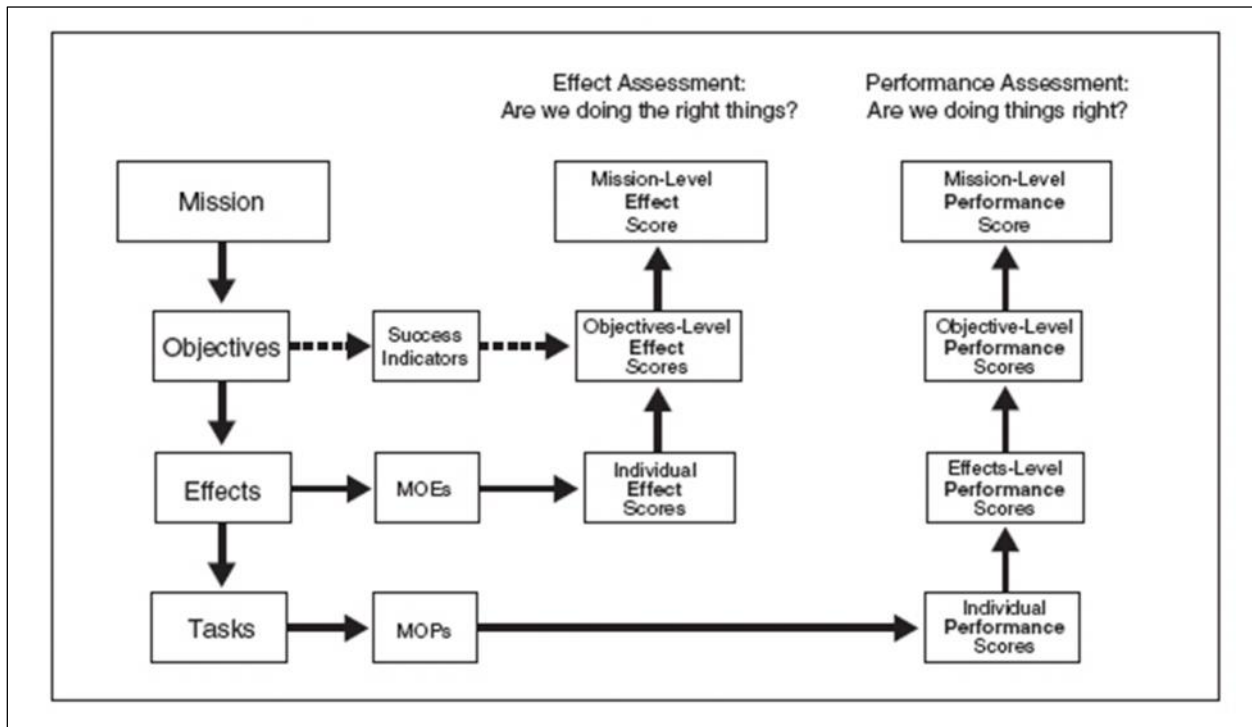 Effect Assessment:
Are we doing the right things?
Performance Assessment:
Are we doing things right?
Mission
Mission-Level
Effect
Score
Mission-Level
Performance
Score
Objectives
Success
Indicators
Objectives-Level
Effect
Scores
Objective-Level
Performance
Scores
Effects
MOEs
Individual
Effect
Scores
Effects-Level
Performance
Scores
Tasks
MOPs
Individual
Performance
Scores